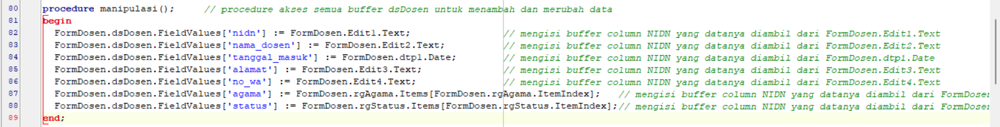 80 procedure manipulasi(); // procedure akses semua buffer dsDosen untuk menambah dan merubah data
81 begin
82 FormDosen.dsDosen.FieldValues['nidn'] := FormDosen.Edit1.Text; // mengisi buffer column NIDN yang datanya diambil dari FormDosen.Edit1.Text
83 FormDosen.dsDosen.FieldValues['nama_dosen'] := FormDosen.Edit2.Text; // mengisi buffer column NIDN yang datanya diambil dari FormDosen.Edit2.Text
84 FormDosen.dsDosen.FieldValues['tanggal_masuk'] := FormDosen.dtp1.Date; // mengisi buffer column NIDN yang datanya diambil dari FormDosen.dtp1.Date
85 FormDosen.dsDosen.FieldValues['alamat'] := FormDosen.Edit3.Text; // mengisi buffer column NIDN yang datanya diambil dari FormDosen.Edit3.Text
86 FormDosen.dsDosen.FieldValues['no_wa'] := FormDosen.Edit4.Text; // mengisi buffer column NIDN yang datanya diambil dari FormDosen.Edit4.Text
87 FormDosen.dsDosen.FieldValues['agama'] := FormDosen.rgAgama.Items[FormDosen.rgAgama.ItemIndex]; // mengisi buffer column NIDN yang datanya diambil dari FormDosen
88 FormDosen.dsDosen.FieldValues['status'] := FormDosen.rgStatus.Items[FormDosen.rgStatus.ItemIndex];// mengisi buffer column NIDN yang datanya diambil dari FormDosen
89 end;